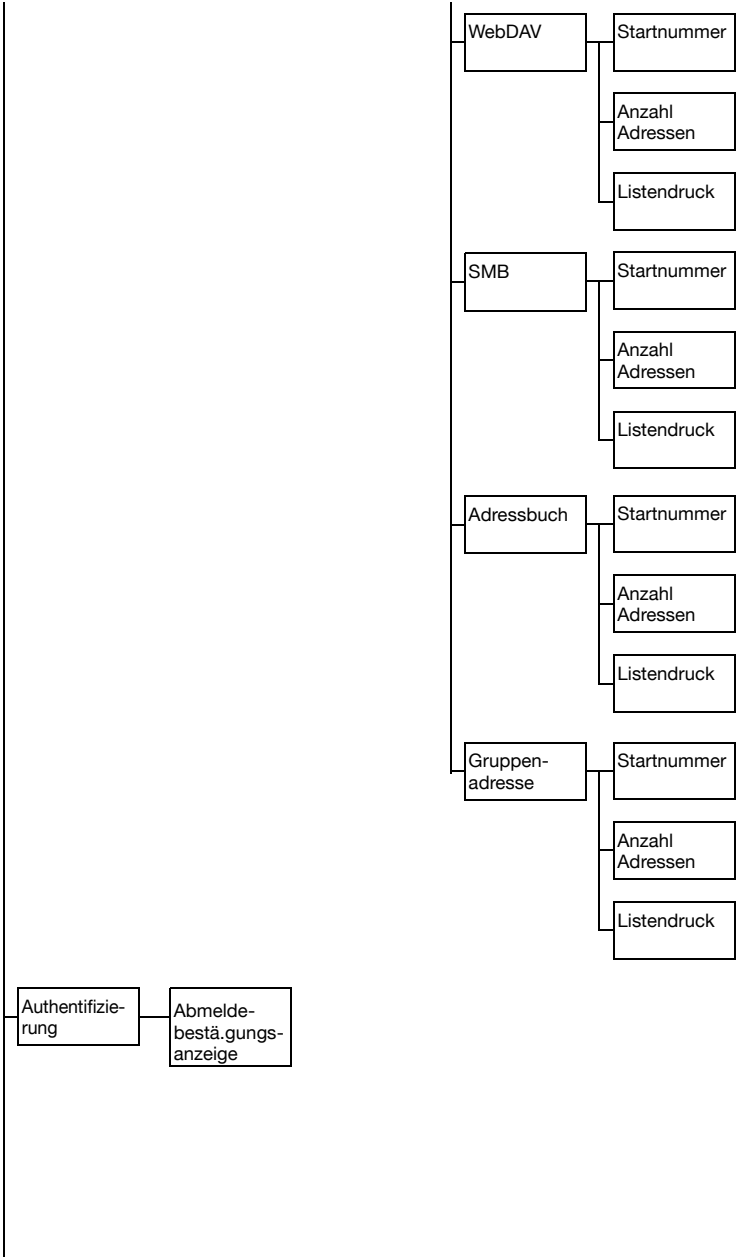 WebDAV
Startnummer
Anzahl
Adressen
Listendruck
SMB
Startnummer
Anzahl
Adressen
Listendruck
Adressbuch
Startnummer
Anzahl
Adressen
Listendruck
Gruppen-
adresse
Startnummer
Anzahl
Adressen
Listendruck
Authentifizie-
rung
Abmelde-
bestä.gungs-
anzeige